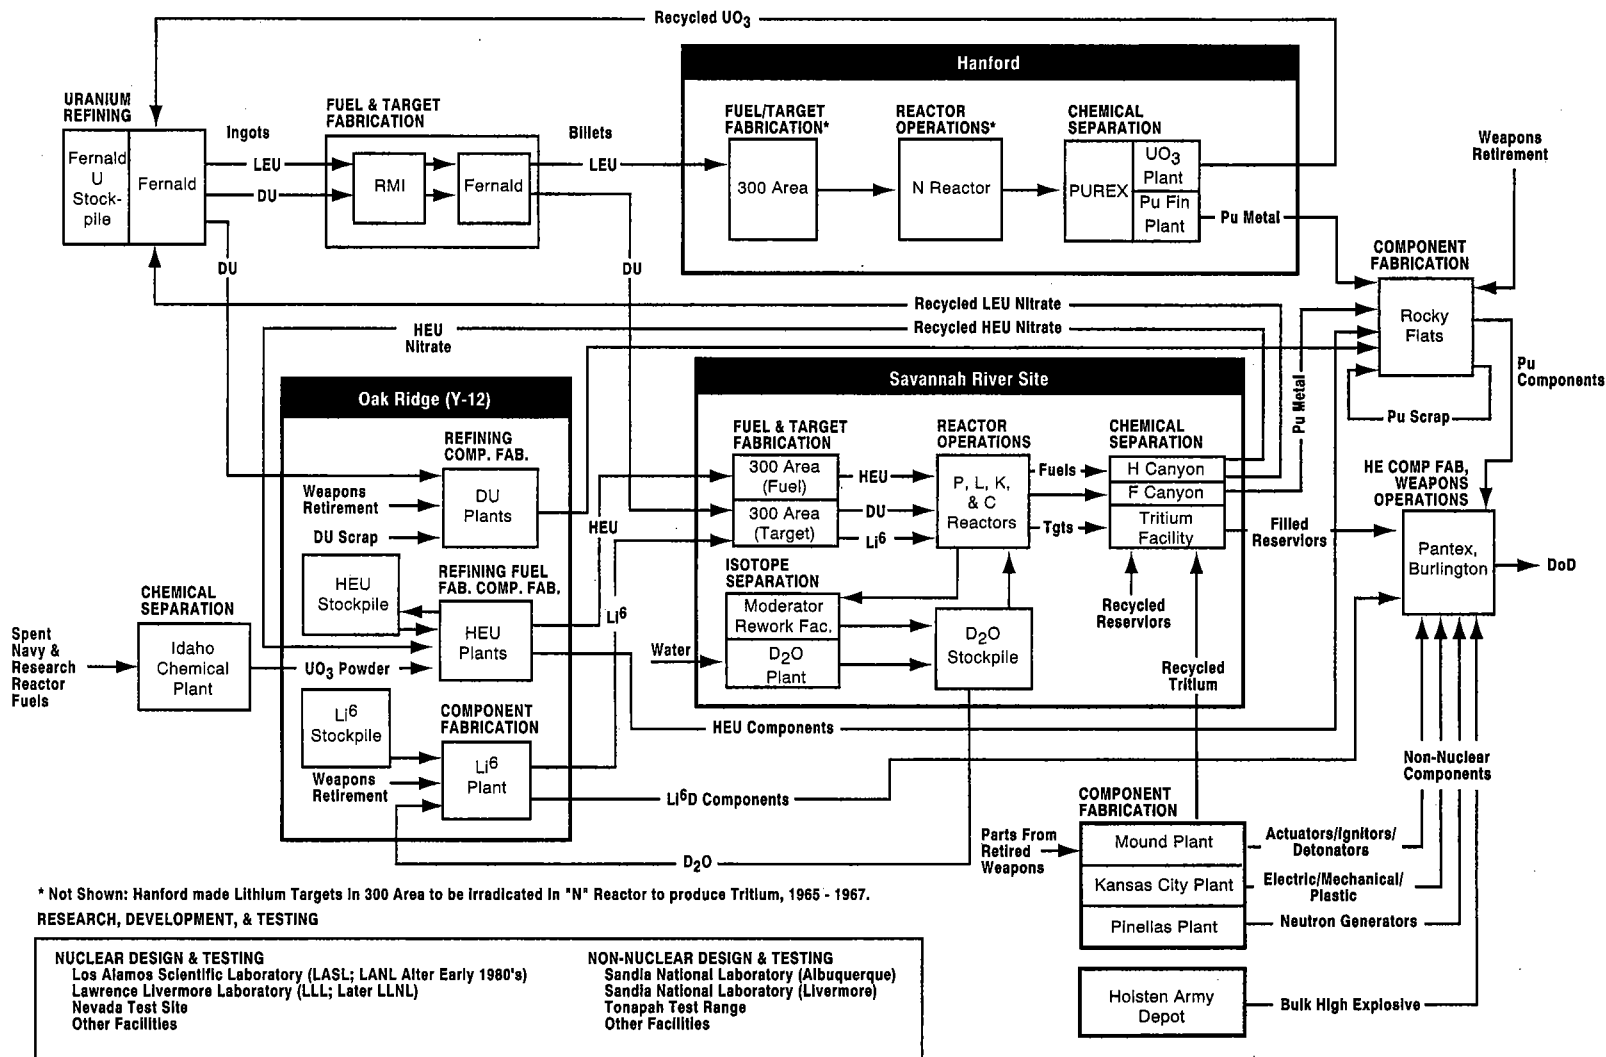 Recycled UO3
Hanford
URANIUM
REFINING
Fernald
U
Stock-
pile
Fernald
Ingots
LEU
DU
DU
FUEL & TARGET
FABRICATION
RMI
Fernald
Billets
LEU
DU
FUEL/TARGET
FABRICATION*
300 Area
REACTOR
OPERATIONS*
N Reactor
CHEMICAL
SEPARATION
PUREX
UO3
Plant
Pu Fin
Plant
Pu Metal
Weapons
Retirement
COMPONENT
FABRICATION
Rocky
Flats
Pu
Components
Pu Scrap
Recycled LEU Nitrate
Recycled HEU Nitrate
HEU
Nitrate
Oak Ridge (Y-12)
REFINING
COMP. FAB.
DU
Plants
Weapons
Retirement
DU Scrap
HEU
Stockpile
REFINING FUEL
FAB. COMP. FAB.
HEU
Plants
UO3 Powder
Li6
Stockpile
COMPONENT
FABRICATION
Li6
Plant
Weapons
Retirement
CHEMICAL
SEPARATION
Spent
Navy &
Research
Reactor
Fuels
Idaho
Chemical
Plant
HEU
Li6
Savannah River Site
FUEL & TARGET
FABRICATION
300 Area
(Fuel)
300 Area
(Target)
HEU
DU
Li6
REACTOR
OPERATIONS
P, L, K,
& C
Reactors
Fuels
Tgts
CHEMICAL
SEPARATION
H Canyon
F Canyon
Tritium
Facility
Pu Metal
ISOTOPE
SEPARATION
Moderator
Rework Fac.
D2O
Plant
Water
D2O
Stockpile
Recycled
Reservlors
Recycled
Tritium
Filled
Reservlors
HE COMP FAB,
WEAPONS
OPERATIONS
Pantex,
Burlington
DoD
HEU Components
Li6D Components
D2O
Non-Nuclear
Components
COMPONENT
FABRICATION
Parts From
Retired
Weapons
Mound Plant
Kansas City Plant
Pinellas Plant
Actuators/Ignitors/
Detonators
Electric/Mechanical/
Plastic
Neutron Generators
Holsten Army
Depot
Bulk High Explosive
* Not Shown: Hanford made Lithium Targets in 300 Area to be irradicated in "N" Reactor to produce Tritium, 1965 - 1967.
RESEARCH, DEVELOPMENT, & TESTING
NUCLEAR DESIGN & TESTING
Los Alamos Scientific Laboratory (LASL; LANL Alter Early 1980's)
Lawrence Livermore Laboratory (LLL; Later LLNL)
Nevada Test Site
Other Facilities
NON-NUCLEAR DESIGN & TESTING
Sandia National Laboratory (Albuquerque)
Sandia National Laboratory (Livermore)
Tonapah Test Range
Other Facilities